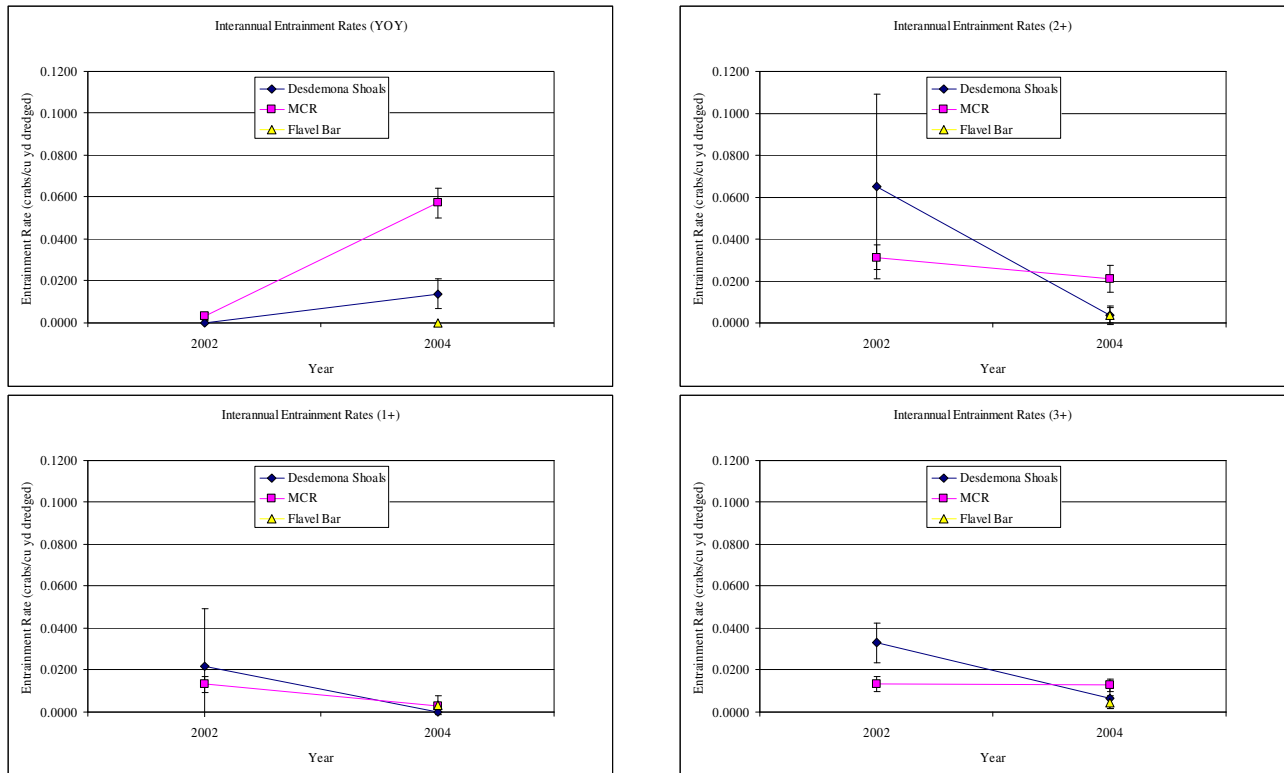 Interannual Entrainment Rates (YOY)
Entrainment Rate (crabs/cu yd dredged)
0.1200
0.1000
0.0800
0.0600
0.0400
0.0200
0.0000
Desdemona Shoals
MCR
Flavel Bar
2002 2004
Year
Interannual Entrainment Rates (2+)
Entrainment Rate (crabs/cu yd dredged)
0.1200
0.1000
0.0800
0.0600
0.0400
0.0200
0.0000
Desdemona Shoals
MCR
Flavel Bar
2002 2004
Year
Interannual Entrainment Rates (1+)
Entrainment Rate (crabs/cu yd dredged)
0.1200
0.1000
0.0800
0.0600
0.0400
0.0200
0.0000
Desdemona Shoals
MCR
Flavel Bar
2002 2004
Year
Interannual Entrainment Rates (3+)
Entrainment Rate (crabs/cu yd dredged)
0.1200
0.1000
0.0800
0.0600
0.0400
0.0200
0.0000
Desdemona Shoals
MCR
Flavel Bar
2002 2004
Year